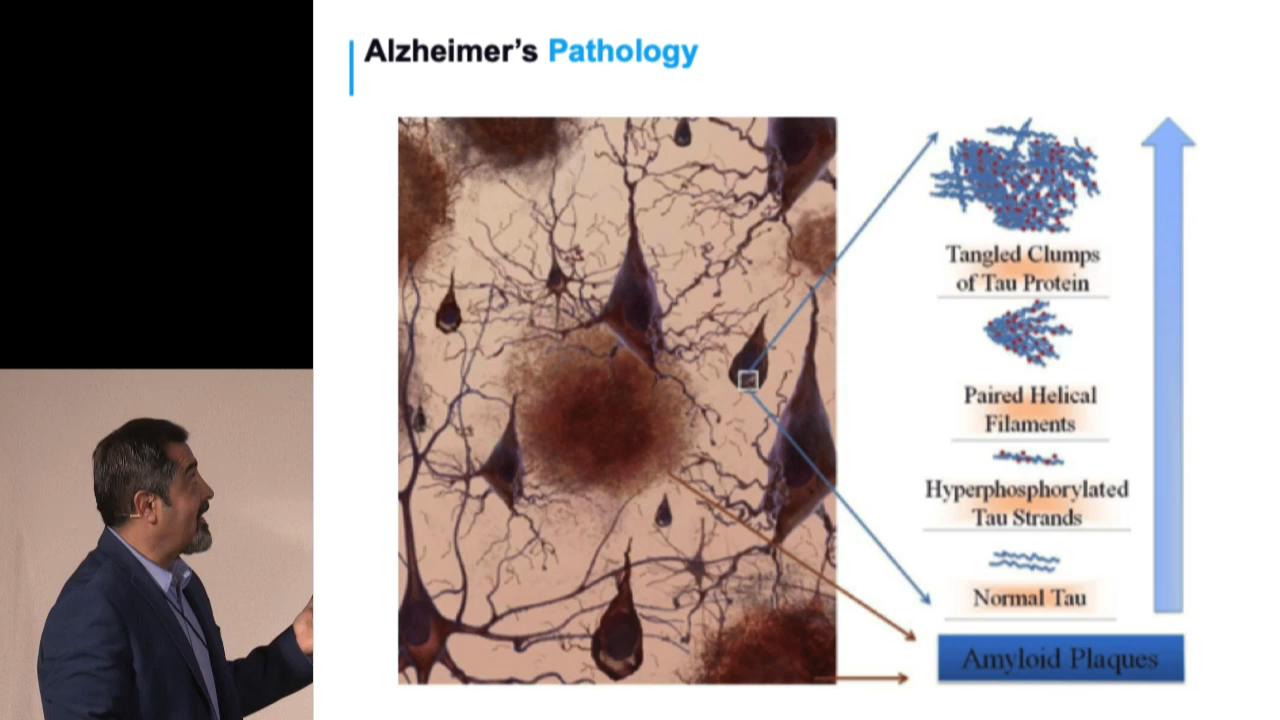 Alzheimer's Pathology
Tangled Clumps
of Tau Protein
Paired Helical
Filaments
Hyperphosphorylated
Tau Strands
Normal Tau
Amyloid Plaques